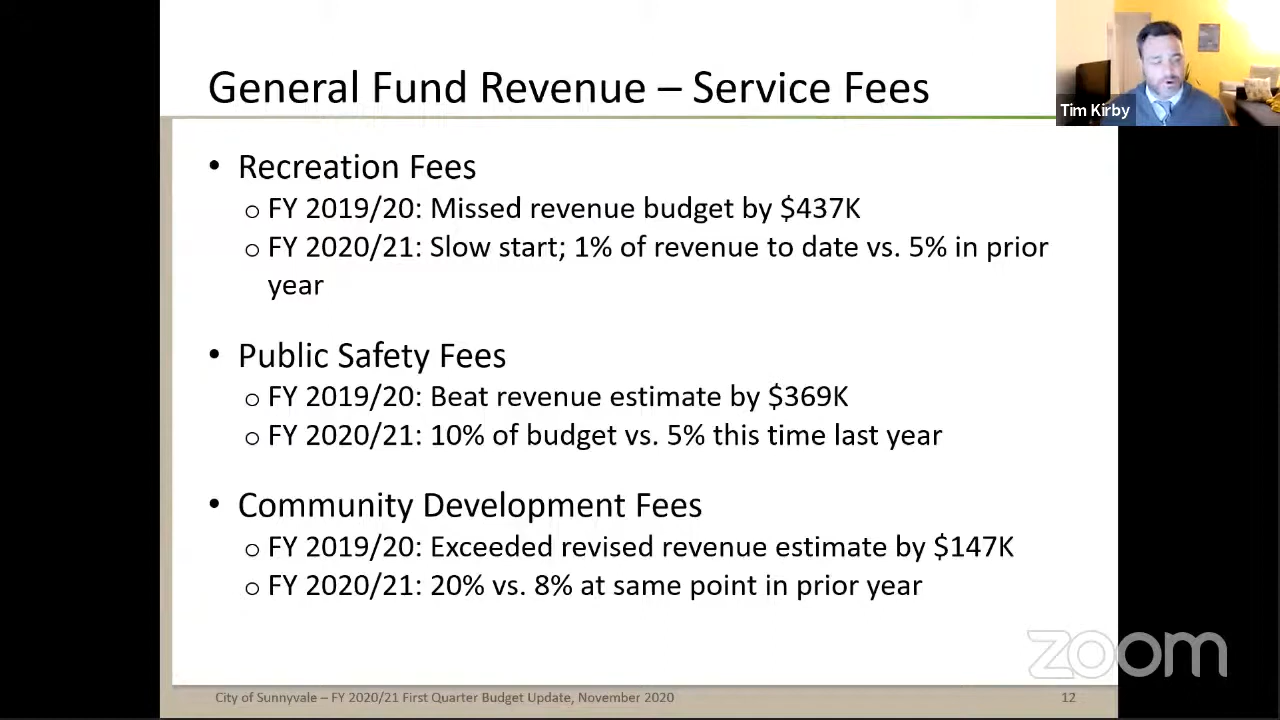 General Fund Revenue – Service Fees
Tim Kirby
• Recreation Fees
o FY 2019/20: Missed revenue budget by $437K
o FY 2020/21: Slow start; 1% of revenue to date vs. 5% in prior
year
• Public Safety Fees
o FY 2019/20: Beat revenue estimate by $369K
o FY 2020/21: 10% of budget vs. 5% this time last year
• Community Development Fees
o FY 2019/20: Exceeded revised revenue estimate by $147K
o FY 2020/21: 20% vs. 8% at same point in prior year
zoom
City of Sunnyvale – FY 2020/21 First Quarter Budget Update, November 2020
12